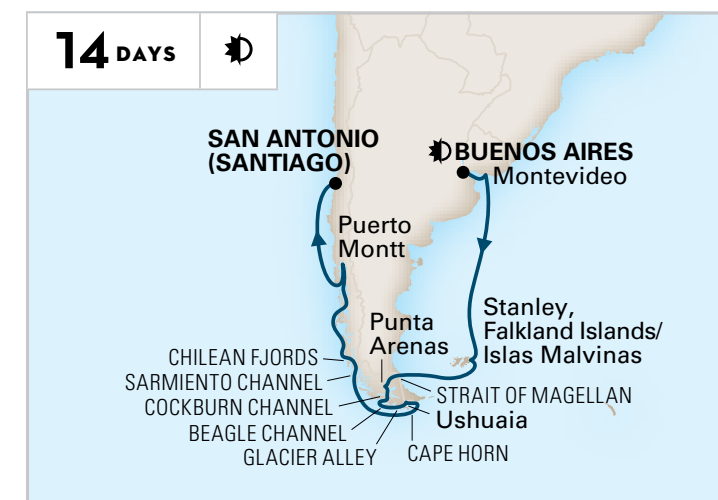 14 DAYS
SAN ANTONIO
(SANTIAGO)
BUENOS AIRES
Montevideo
Puerto
Montt
Punta
Arenas
Stanley,
Falkland Islands/
Islas Malvinas
CHILEAN FJORDS
SARMIENTO CHANNEL
COCKBURN CHANNEL
BEAGLE CHANNEL
GLACIER ALLEY
STRAIT OF MAGELLAN
Ushuaia
CAPE HORN